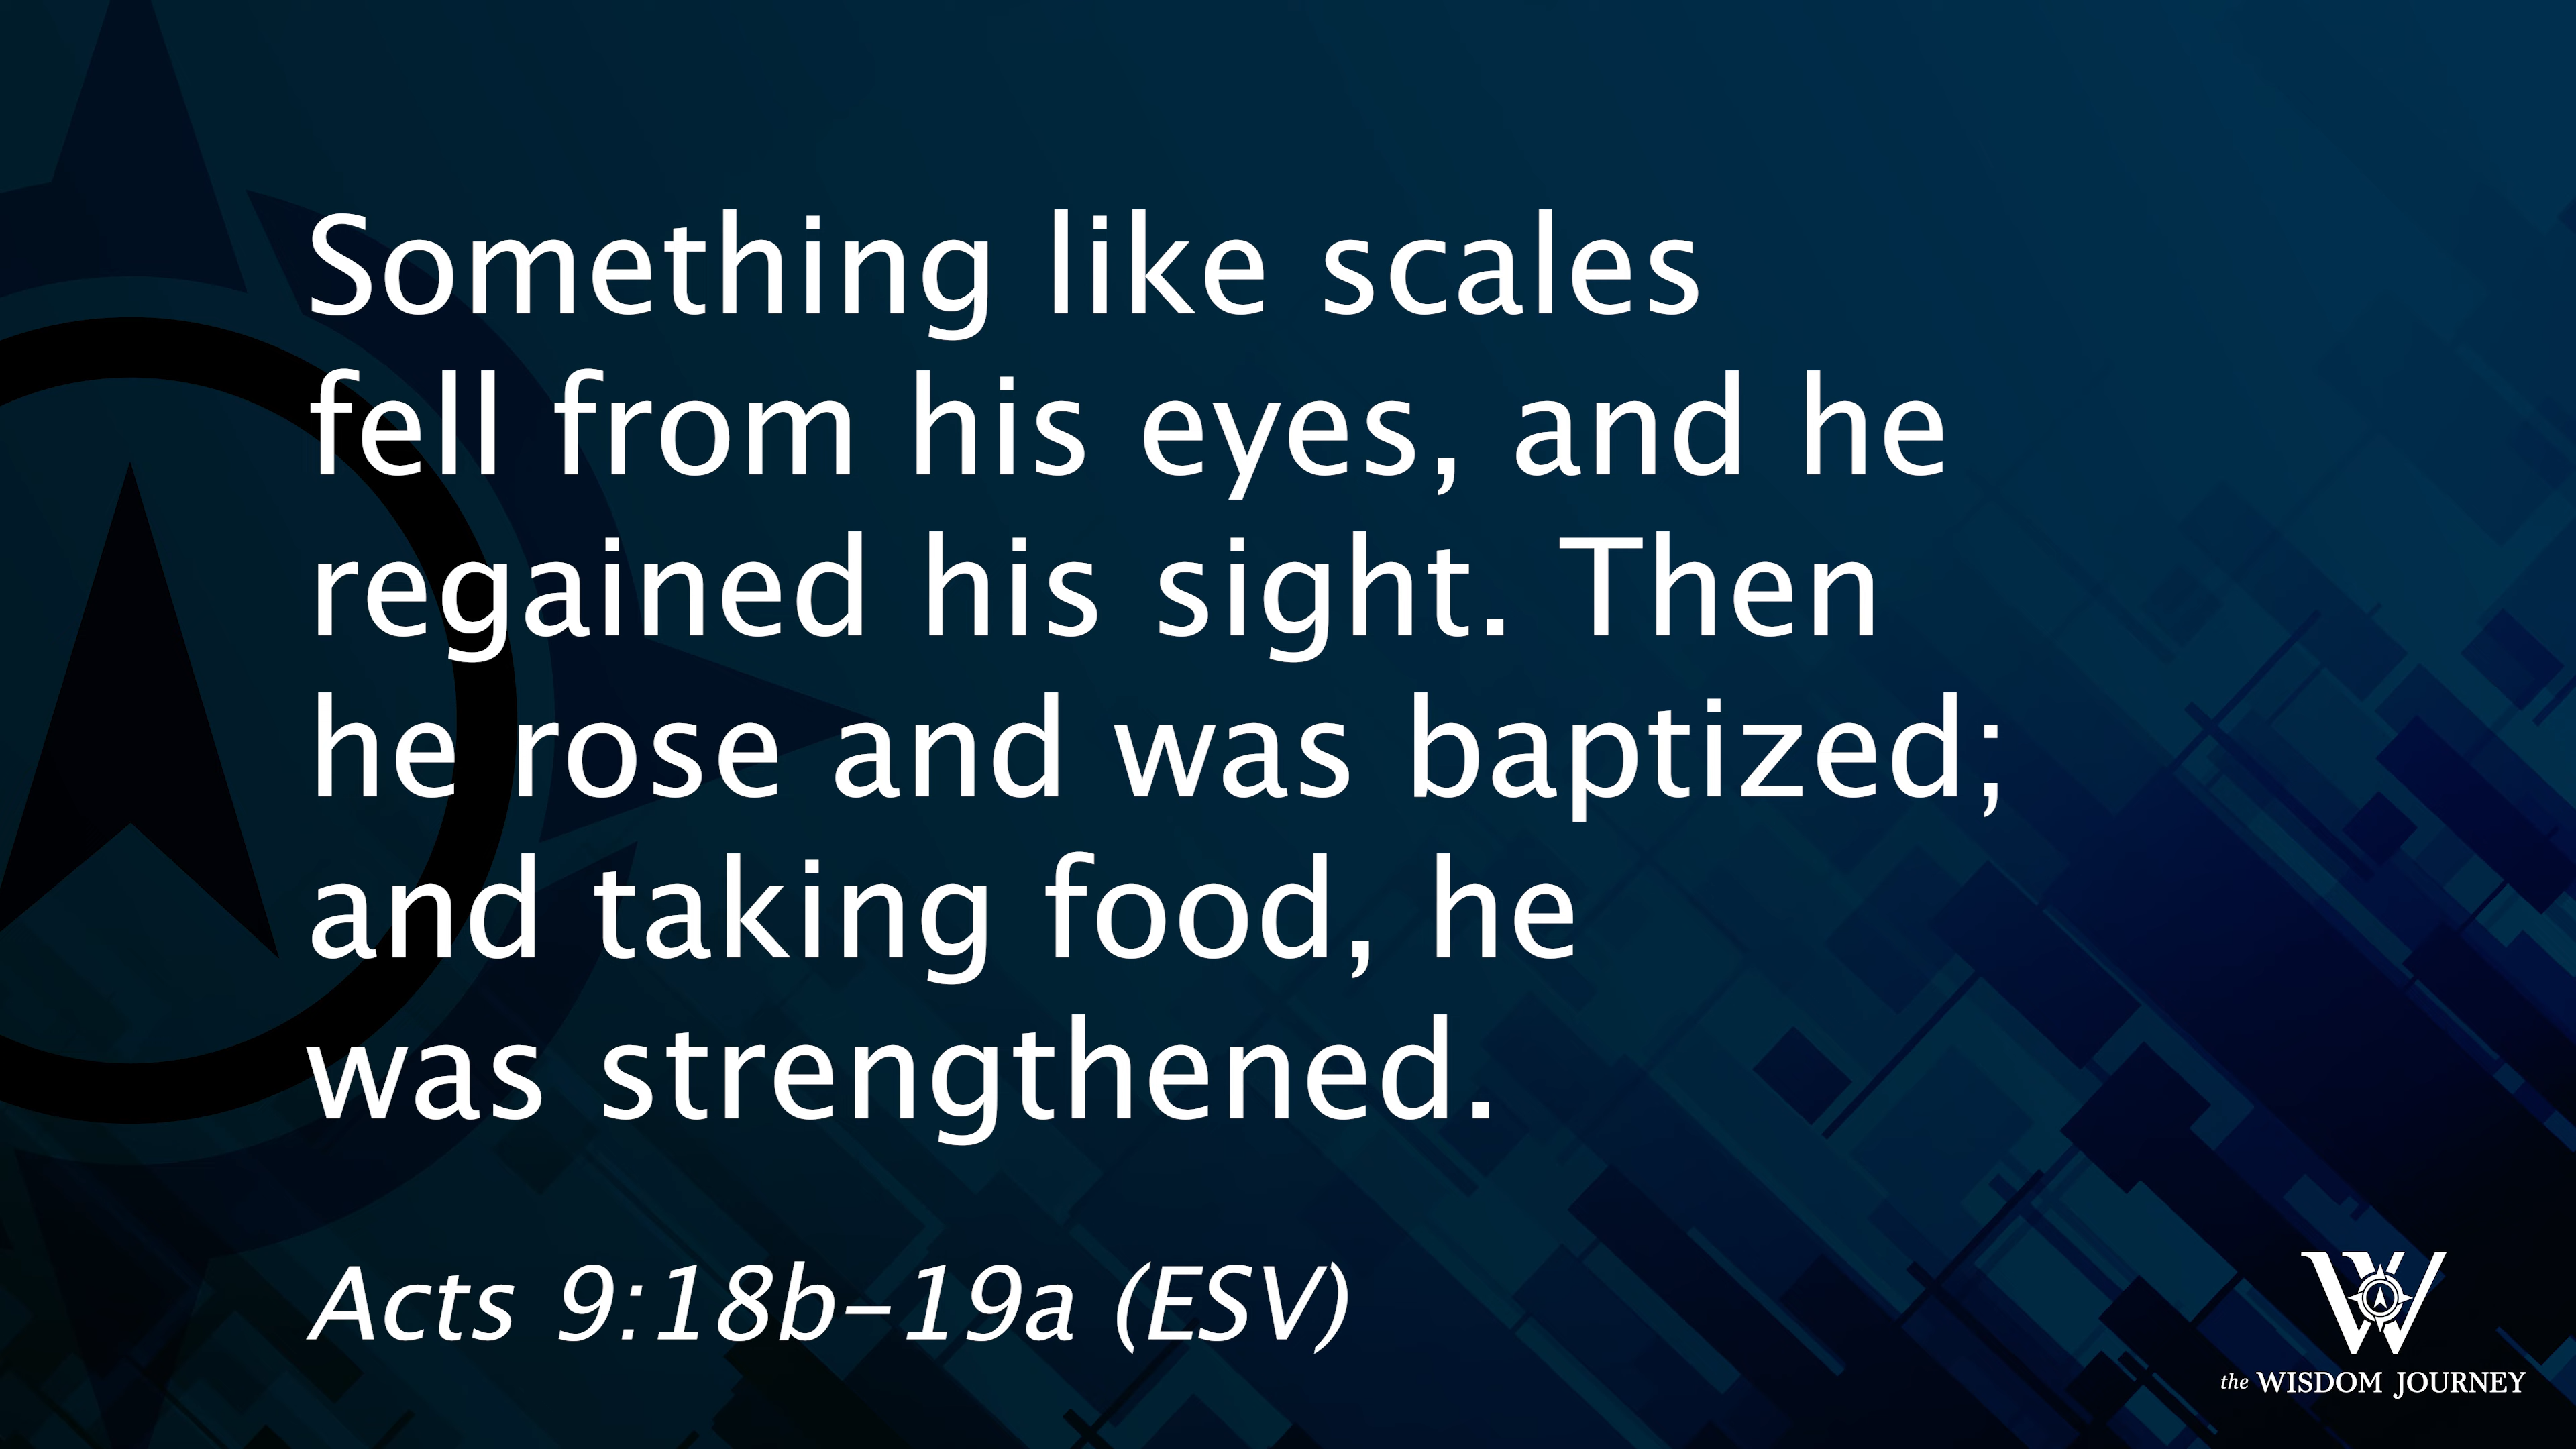 Something like scales
fell from his eyes, and he
regained his sight. Then
he rose and was baptized;
and taking food, he
was strengthened.
Acts 9:18b–19a (ESV)
W
the WISDOM JOURNEY